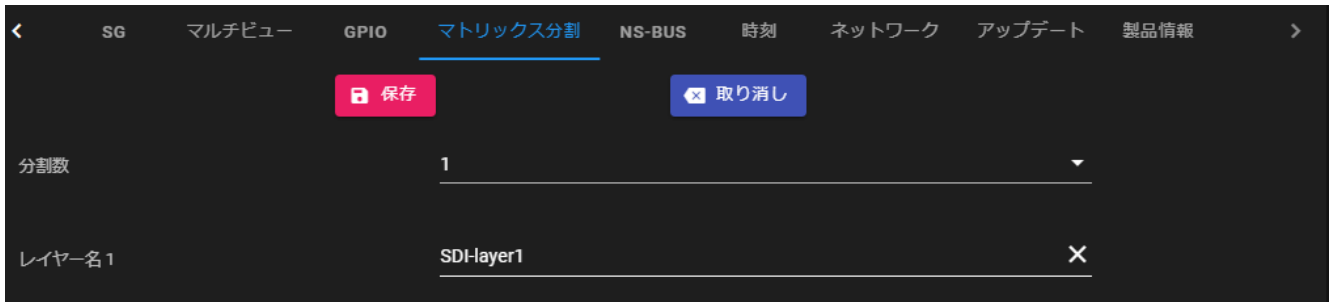 SG マルチビュー GPIO マトリックス分割 NS-BUS 時刻 ネットワーク アップデート 製品情報
保存 取り消し
分割数 1
レイヤー名1 SDI-layer1